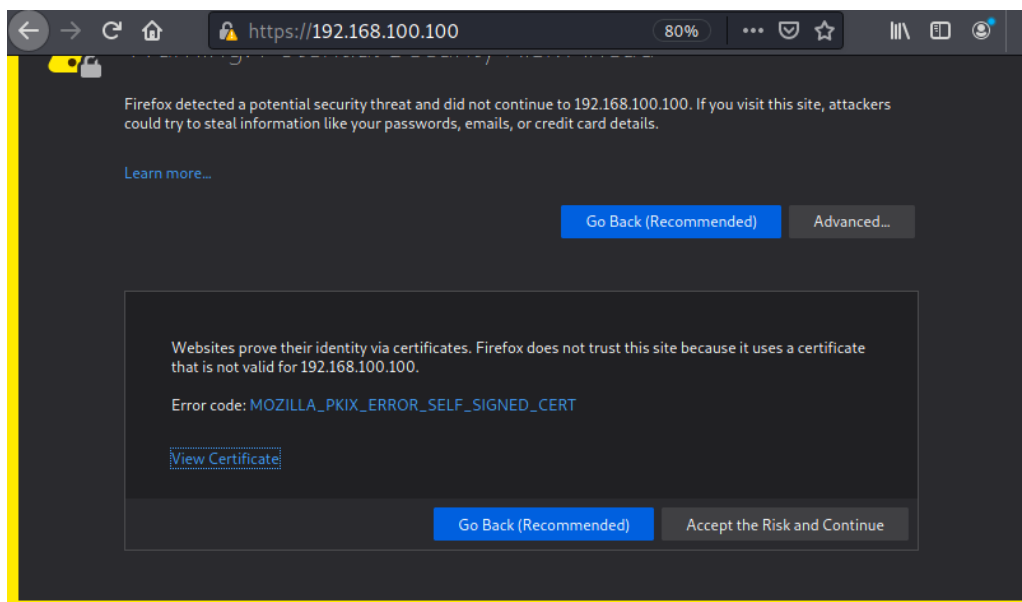 https://192.168.100.100
80%
Firefox detected a potential security threat and did not continue to 192.168.100.100. If you visit this site, attackers
could try to steal information like your passwords, emails, or credit card details.
Learn more...
Go Back (Recommended)
Advanced...
Websites prove their identity via certificates. Firefox does not trust this site because it uses a certificate
that is not valid for 192.168.100.100.
Error code: MOZILLA_PKIX_ERROR_SELF_SIGNED_CERT
View Certificate
Go Back (Recommended)
Accept the Risk and Continue